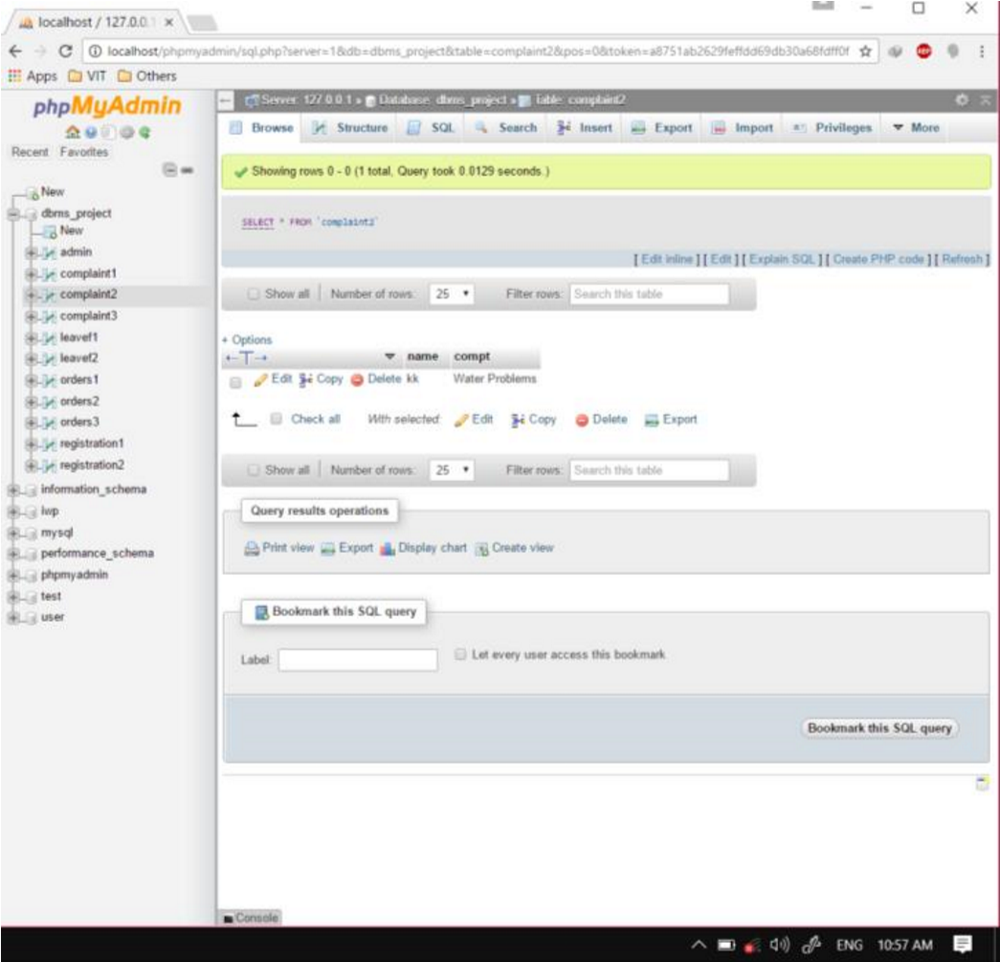 localhost / 127.0.0.1
localhost/phpmyadmin/sql.php?server=1&db=dbms_project&table=complaint2&pos=0&token=a8751ab2629feffdd69db30a68fdff0f
Apps VIT Others
phpMyAdmin
Recent Favorites
New
dbms_project
New
admin
complaint1
complaint2
complaint3
leavef1
leavef2
orders1
orders2
orders3
registration1
registration2
information_schema
lwp
mysql
performance_schema
phpmyadmin
test
user
Server: 127.0.0.1 » Database: dbms_project » Table: complaint2
Browse Structure SQL Search Insert Export Import Privileges More
Showing rows 0 - 0 (1 total, Query took 0.0129 seconds.)
SELECT * FROM `complaint2`
[ Edit inline ] [ Edit ] [ Explain SQL ] [ Create PHP code ] [ Refresh ]
Show all Number of rows: 25 Filter rows: Search this table
+ Options
name compt
Edit Copy Delete kk Water Problems
Check all With selected: Edit Copy Delete Export
Show all Number of rows: 25 Filter rows: Search this table
Query results operations
Print view Export Display chart Create view
Bookmark this SQL query
Label: Let every user access this bookmark
Bookmark this SQL query
Console
ENG 10:57 AM